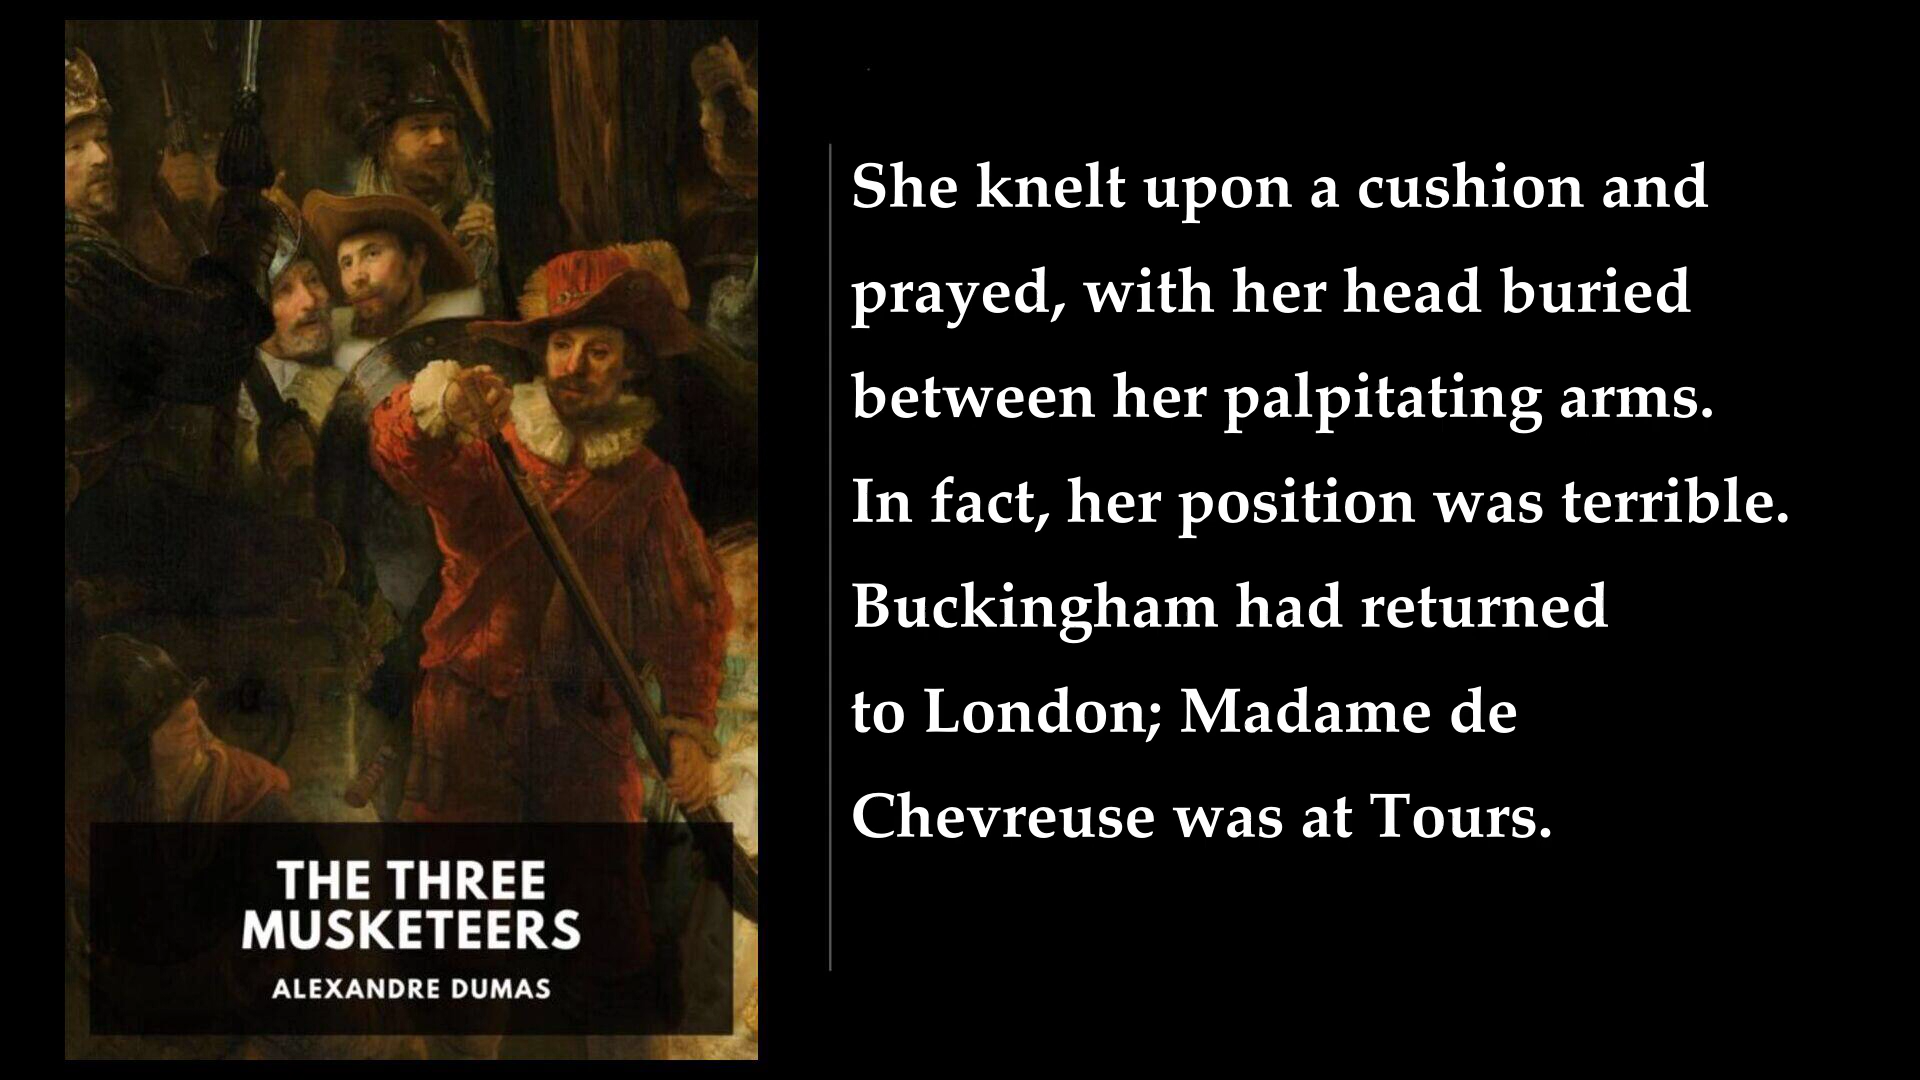 She knelt upon a cushion and
prayed, with her head buried
between her palpitating arms.
In fact, her position was terrible.
Buckingham had returned
to London; Madame de
Chevreuse was at Tours.
THE THREE
MUSKETEERS
ALEXANDRE DUMAS